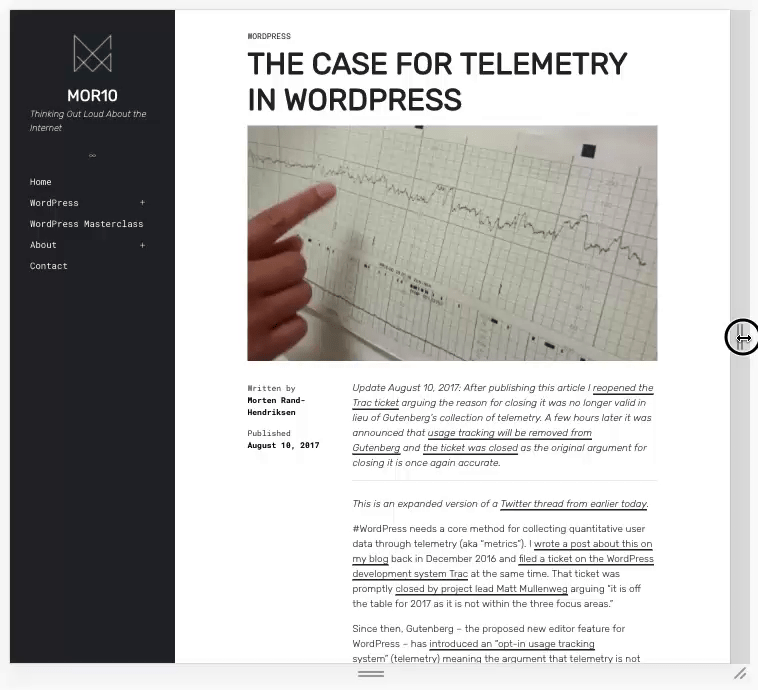 MOR10
Thinking Out Loud About the
Internet
Home
WordPress +
WordPress Masterclass
About +
Contact
WORDPRESS
THE CASE FOR TELEMETRY
IN WORDPRESS
Written by
Morten Rand-
Hendriksen
Published
August 10, 2017
Update August 10, 2017: After publishing this article I reopened the
Trac ticket arguing the reason for closing it was no longer valid in
lieu of Gutenberg's collection of telemetry. A few hours later it was
announced that usage tracking will be removed from
Gutenberg and the ticket was closed as the original argument for
closing it is once again accurate.
This is an expanded version of a Twitter thread from earlier today.
#WordPress needs a core method for collecting quantitative user
data through telemetry (aka “metrics”). I wrote a post about this on
my blog back in December 2016 and filed a ticket on the WordPress
development system Trac at the same time. That ticket was
promptly closed by project lead Matt Mullenweg arguing “it is off
the table for 2017 as it is not within the three focus areas.”
Since then, Gutenberg – the proposed new editor feature for
WordPress – has introduced an “opt-in usage tracking
system” (telemetry) meaning the argument that telemetry is not